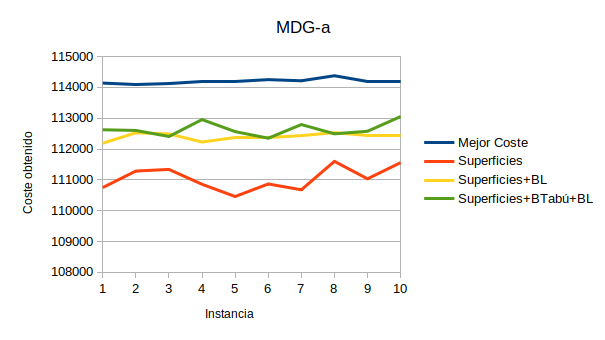 MDG-a
115000
114000
113000
112000
111000
110000
109000
108000
Coste obtenido
1 2 3 4 5 6 7 8 9 10
Instancia
Mejor Coste
Superficies
Superficies+BL
Superficies+BTabú+BL